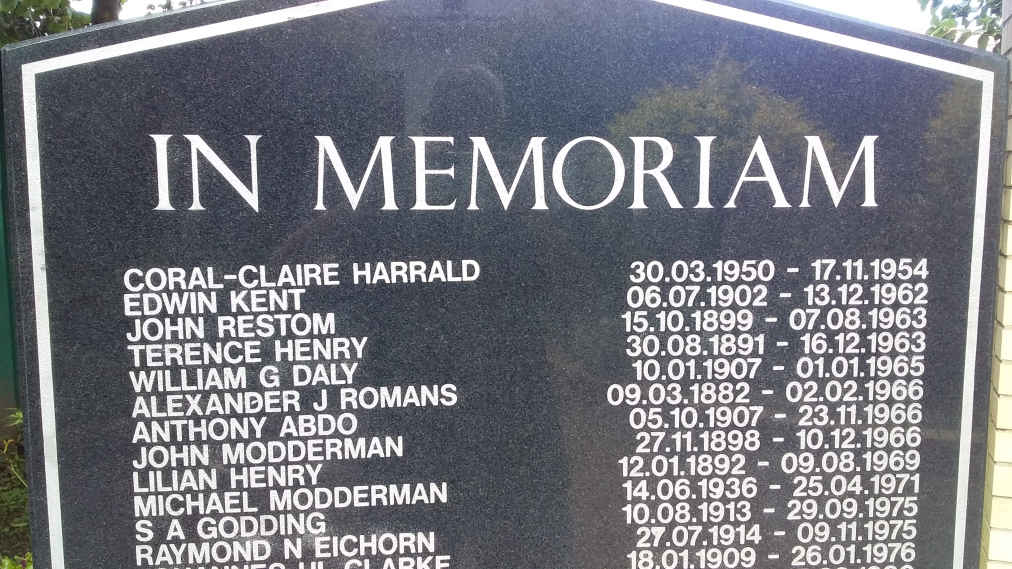 IN MEMORIAM
CORAL-CLAIRE HARRALD 30.03.1950 - 17.11.1954
EDWIN KENT 06.07.1902 - 13.12.1962
JOHN RESTOM 15.10.1899 - 07.08.1963
TERENCE HENRY 30.08.1891 - 16.12.1963
WILLIAM G DALY 10.01.1907 - 01.01.1965
ALEXANDER J ROMANS 09.03.1882 - 02.02.1966
ANTHONY ABDO 05.10.1907 - 23.11.1966
JOHN MODDERMAN 27.11.1898 - 10.12.1966
LILIAN HENRY 12.01.1892 - 09.08.1969
MICHAEL MODDERMAN 14.06.1936 - 25.04.1971
S A GODDING 10.08.1913 - 29.09.1975
RAYMOND N EICHORN 27.07.1914 - 09.11.1975
CLARKE 18.01.1909 - 26.01.1976